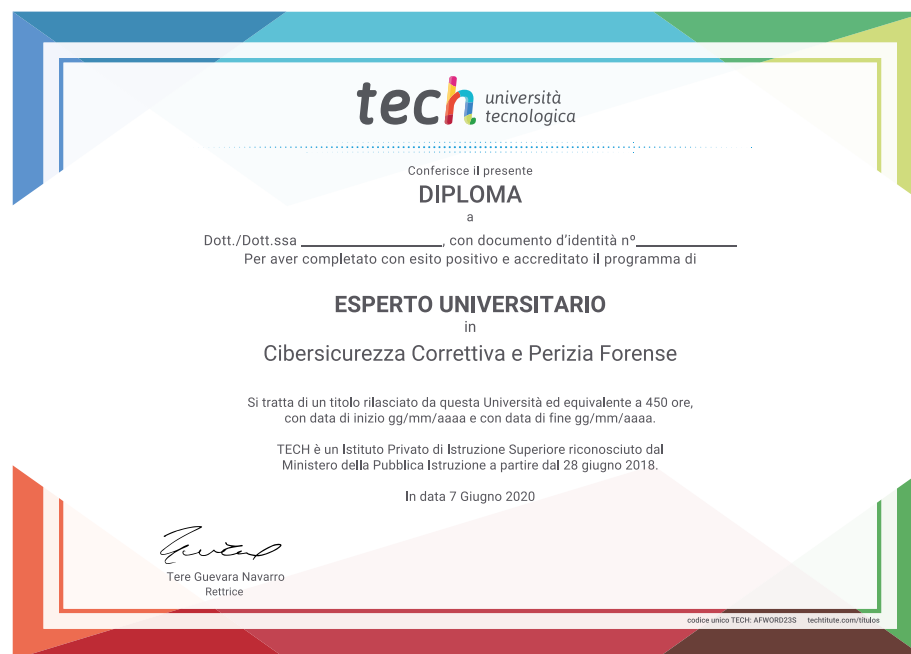 tech università
tecnologica
Conferisce il presente
DIPLOMA
a
Dott./Dott.ssa ________________, con documento d'identità nº____________
Per aver completato con esito positivo e accreditato il programma di
ESPERTO UNIVERSITARIO
in
Cibersicurezza Correttiva e Perizia Forense
Si tratta di un titolo rilasciato da questa Università ed equivalente a 450 ore,
con data di inizio gg/mm/aaaa e con data di fine gg/mm/aaaa.
TECH è un Istituto Privato di Istruzione Superiore riconosciuto dal
Ministero della Pubblica Istruzione a partire dal 28 giugno 2018.
In data 7 Giugno 2020
Tere Guevara Navarro
Rettrice
codice unico TECH: AFWORD23S techtitute.com/títulos